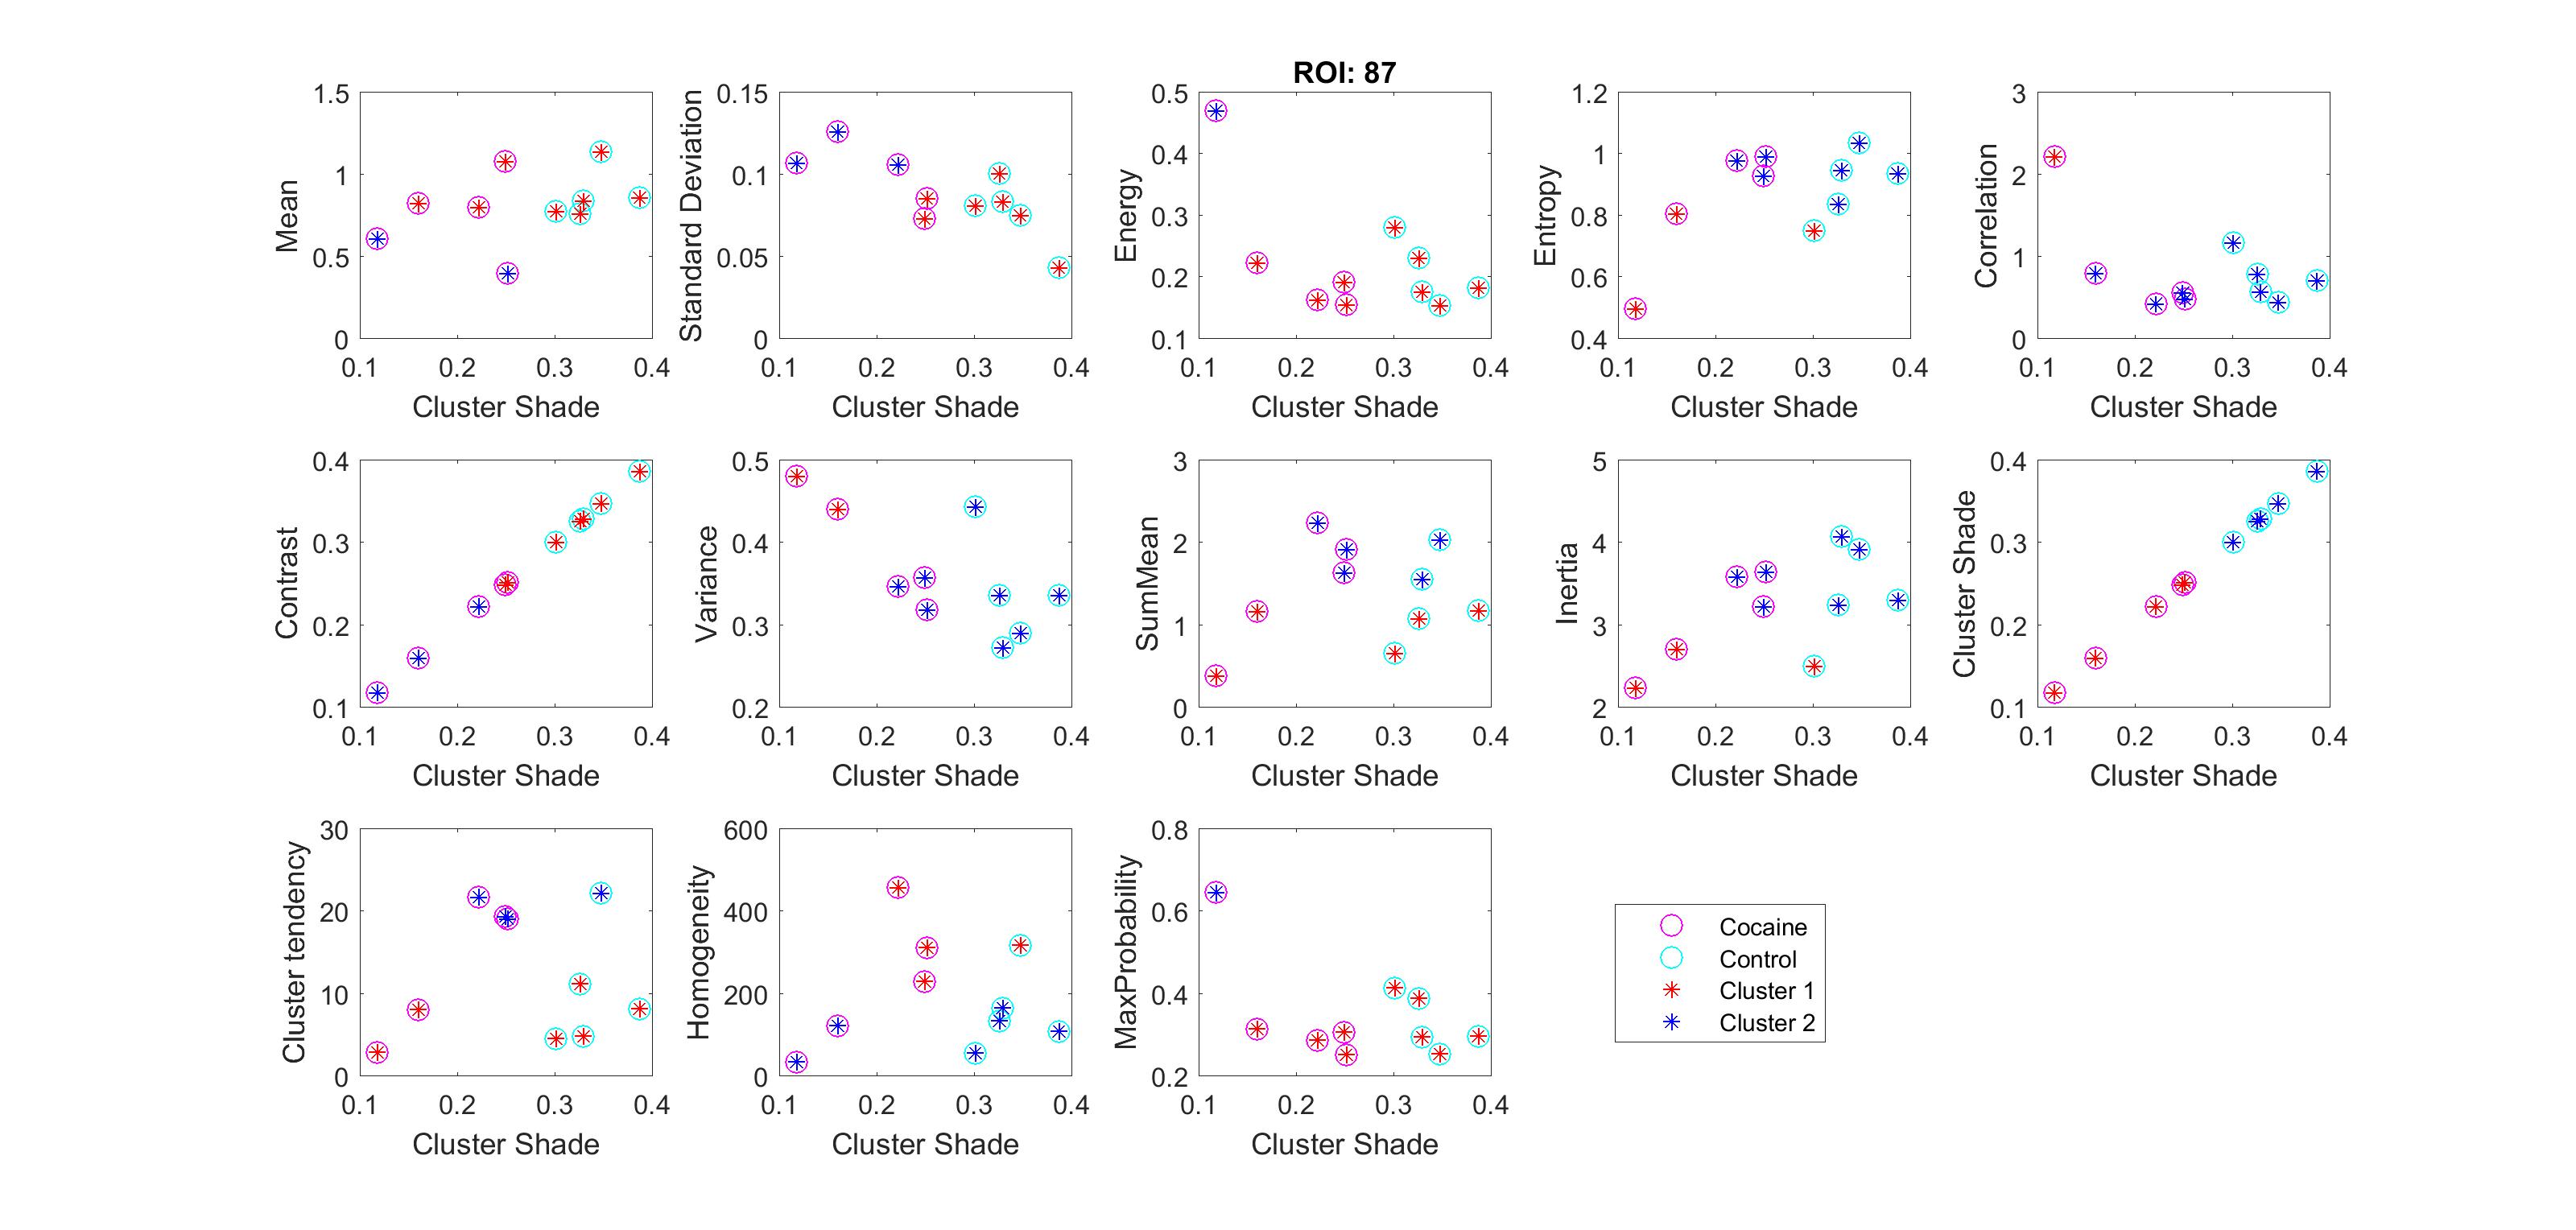 ROI: 87
Mean
1.5
1
0.5
0
0.1 0.2 0.3 0.4
Cluster Shade
Standard Deviation
0.15
0.1
0.05
0
0.1 0.2 0.3 0.4
Cluster Shade
Energy
0.5
0.4
0.3
0.2
0.1
0.1 0.2 0.3 0.4
Cluster Shade
Entropy
1.2
1
0.8
0.6
0.4
0.1 0.2 0.3 0.4
Cluster Shade
Correlation
3
2
1
0
0.1 0.2 0.3 0.4
Cluster Shade
Contrast
0.4
0.3
0.2
0.1
0.1 0.2 0.3 0.4
Cluster Shade
Variance
0.5
0.4
0.3
0.2
0.1 0.2 0.3 0.4
Cluster Shade
SumMean
3
2
1
0
0.1 0.2 0.3 0.4
Cluster Shade
Inertia
5
4
3
2
0.1 0.2 0.3 0.4
Cluster Shade
Cluster Shade
0.4
0.3
0.2
0.1
0.1 0.2 0.3 0.4
Cluster Shade
Cluster tendency
30
20
10
0
0.1 0.2 0.3 0.4
Cluster Shade
Homogeneity
600
400
200
0
0.1 0.2 0.3 0.4
Cluster Shade
MaxProbability
0.8
0.6
0.4
0.2
0.1 0.2 0.3 0.4
Cluster Shade
Cocaine
Control
Cluster 1
Cluster 2